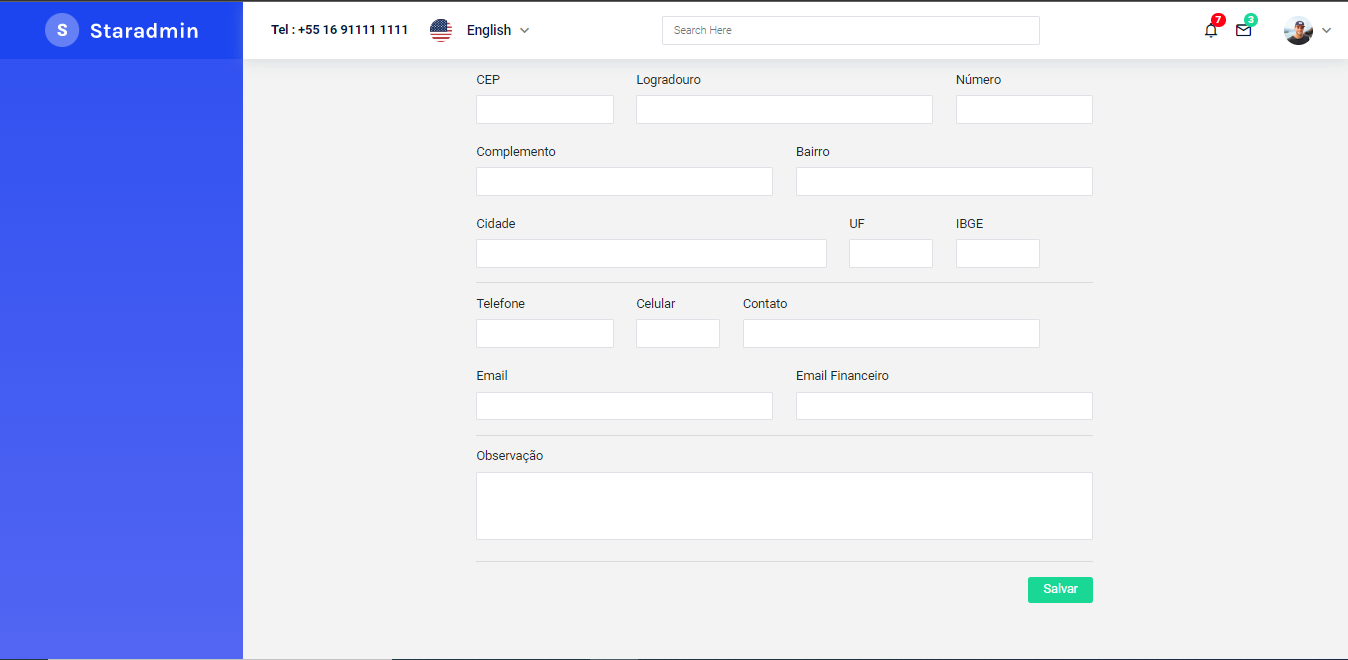 S Staradmin Tel : +55 16 91111 1111 English Search Here 7 3
CEP Logradouro Número
Complemento Bairro
Cidade UF IBGE
Telefone Celular Contato
Email Email Financeiro
Observação
Salvar